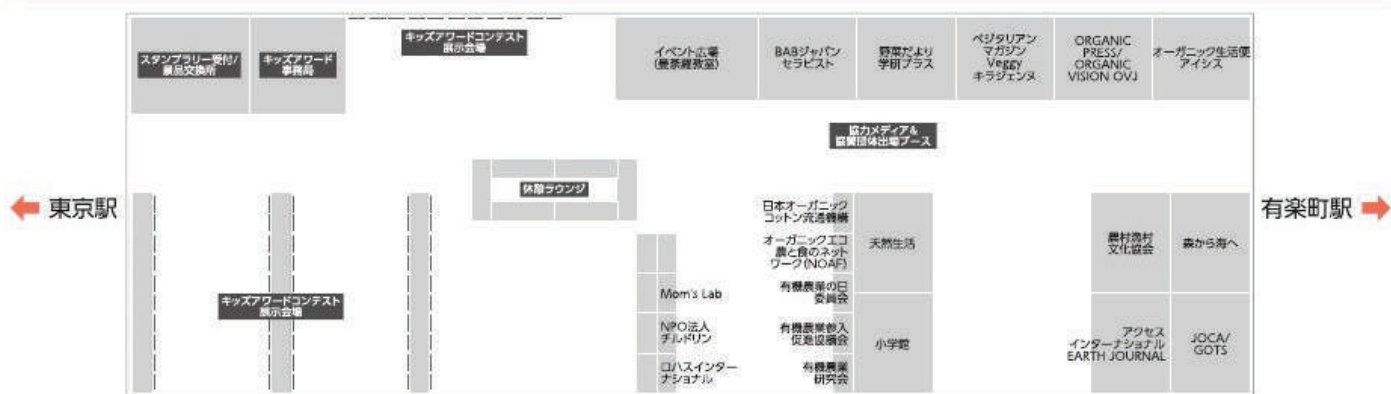 スタンプラリー受付/
景品交換所
キッズアワード
事務局
キッズアワードコンテスト
展示会場
イベント広場
(曼荼羅教室)
BABジャパン
セラピスト
野菜だより
学研プラス
ベジタリアン
マガジン
Veggy
キラジェンヌ
ORGANIC
PRESS/
ORGANIC
VISION OVJ
オーガニック生活便
アイシス
協力メディア&
協賛団体出場ブース
休憩ラウンジ
東京駅
有楽町駅
日本オーガニック
コットン流通機構
オーガニックエコ
農と食のネット
ワーク(NOAF)
有機農業の日
委員会
有機農業参入
促進協議会
有機農業
研究会
天然生活
小学館
農村漁村
文化協会
森から海へ
アクセス
インターナショナル
EARTH JOURNAL
JOCA/
GOTS
キッズアワードコンテスト
展示会場
Mom's Lab
NPO法人
チルドリン
ロハスインター
ナショナル